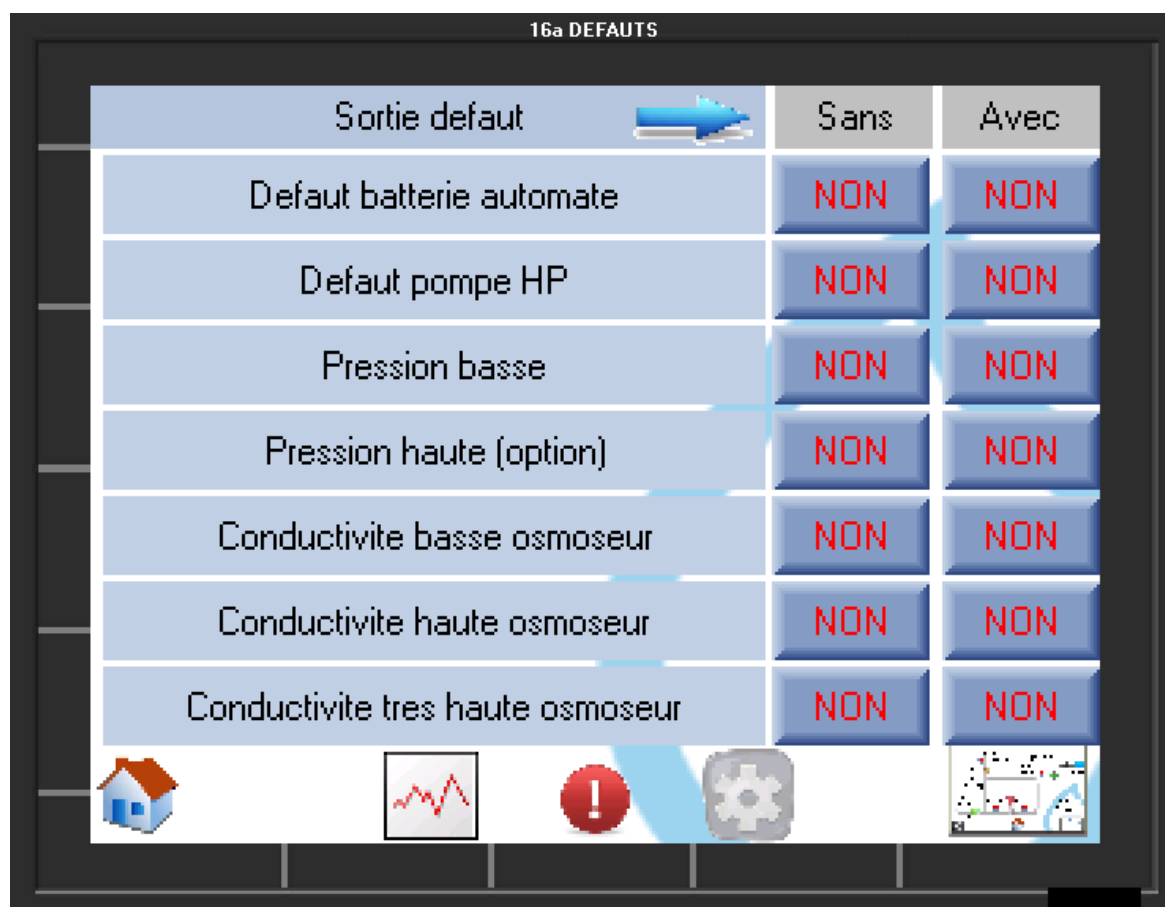 16a DEFAUTS
Sortie defaut Sans Avec
Defaut batterie automate NON NON
Defaut pompe HP NON NON
Pression basse NON NON
Pression haute (option) NON NON
Conductivite basse osmoseur NON NON
Conductivite haute osmoseur NON NON
Conductivite tres haute osmoseur NON NON